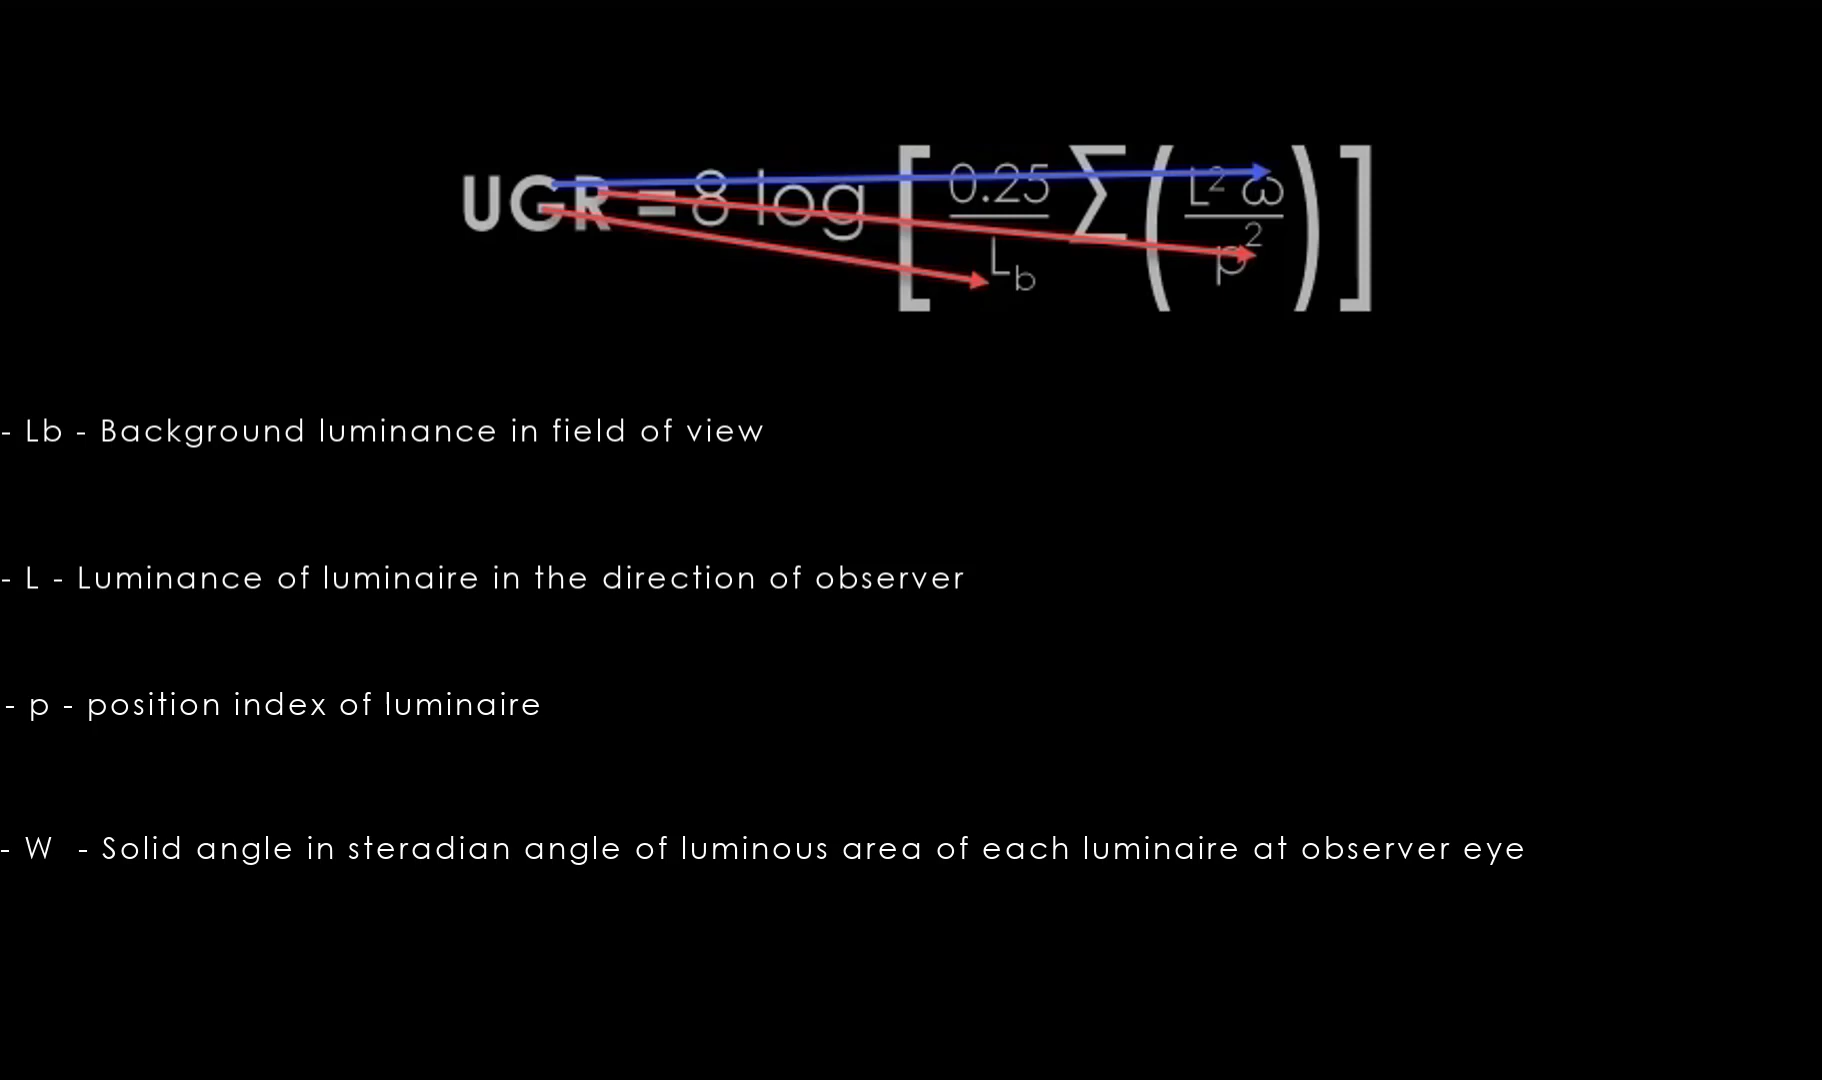 UGR = 8 log [ 0.25 / Lb Σ ( L² ω / p² ) ]
- Lb - Background luminance in field of view
- L - Luminance of luminaire in the direction of observer
- p - position index of luminaire
- W - Solid angle in steradian angle of luminous area of each luminaire at observer eye